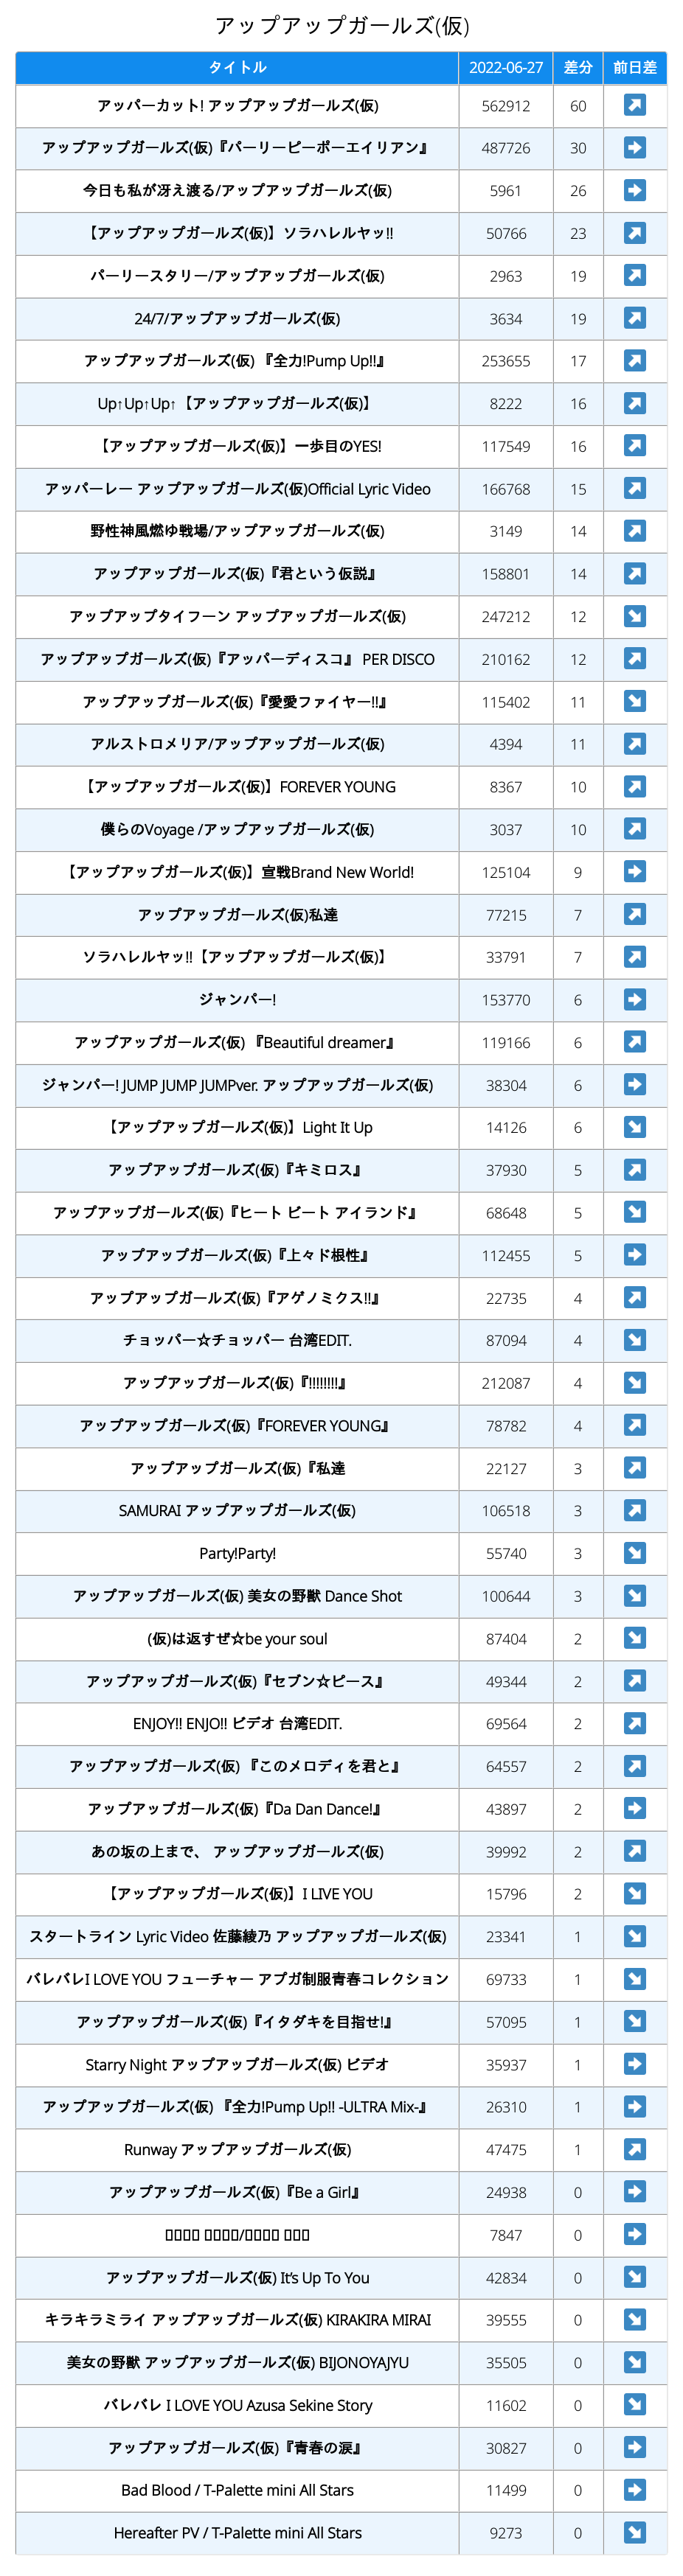 アップアップガールズ(仮)
タイトル 2022-06-27 差分 前日差
アッパーカット! アップアップガールズ(仮) 562912 60
アップアップガールズ(仮)『パーリーピーポーエイリアン』 487726 30
今日も私が冴え渡る/アップアップガールズ(仮) 5961 26
【アップアップガールズ(仮)】ソラハレルヤッ!! 50766 23
パーリースタリー/アップアップガールズ(仮) 2963 19
24/7/アップアップガールズ(仮) 3634 19
アップアップガールズ(仮) 『全力!Pump Up!!』 253655 17
Up↑Up↑Up↑【アップアップガールズ(仮)】 8222 16
【アップアップガールズ(仮)】一歩目のYES! 117549 16
アッパーレー アップアップガールズ(仮)Official Lyric Video 166768 15
野性神風燃ゆ戦場/アップアップガールズ(仮) 3149 14
アップアップガールズ(仮)『君という仮説』 158801 14
アップアップタイフーン アップアップガールズ(仮) 247212 12
アップアップガールズ(仮)『アッパーディスコ』 PER DISCO 210162 12
アップアップガールズ(仮)『愛愛ファイヤー!!』 115402 11
アルストロメリア/アップアップガールズ(仮) 4394 11
【アップアップガールズ(仮)】FOREVER YOUNG 8367 10
僕らのVoyage /アップアップガールズ(仮) 3037 10
【アップアップガールズ(仮)】宣戦Brand New World! 125104 9
アップアップガールズ(仮)私達 77215 7
ソラハレルヤッ!!【アップアップガールズ(仮)】 33791 7
ジャンパー! 153770 6
アップアップガールズ(仮) 『Beautiful dreamer』 119166 6
ジャンパー! JUMP JUMP JUMPver. アップアップガールズ(仮) 38304 6
【アップアップガールズ(仮)】Light It Up 14126 6
アップアップガールズ(仮)『キミロス』 37930 5
アップアップガールズ(仮)『ヒート ビート アイランド』 68648 5
アップアップガールズ(仮)『上々ド根性』 112455 5
アップアップガールズ(仮)『アゲノミクス!!』 22735 4
チョッパー☆チョッパー 台湾EDIT. 87094 4
アップアップガールズ(仮)『!!!!!!!!』 212087 4
アップアップガールズ(仮)『FOREVER YOUNG』 78782 4
アップアップガールズ(仮)『私達 22127 3
SAMURAI アップアップガールズ(仮) 106518 3
Party!Party! 55740 3
アップアップガールズ(仮) 美女の野獣 Dance Shot 100644 3
(仮)は返すぜ☆be your soul 87404 2
アップアップガールズ(仮)『セブン☆ピース』 49344 2
ENJOY!! ENJO!! ビデオ 台湾EDIT. 69564 2
アップアップガールズ(仮) 『このメロディを君と』 64557 2
アップアップガールズ(仮)『Da Dan Dance!』 43897 2
あの坂の上まで、 アップアップガールズ(仮) 39992 2
【アップアップガールズ(仮)】I LIVE YOU 15796 2
スタートライン Lyric Video 佐藤綾乃 アップアップガールズ(仮) 23341 1
バレバレI LOVE YOU フューチャー アプガ制服青春コレクション 69733 1
アップアップガールズ(仮)『イタダキを目指せ!』 57095 1
Starry Night アップアップガールズ(仮) ビデオ 35937 1
アップアップガールズ(仮) 『全力!Pump Up!! -ULTRA Mix-』 26310 1
Runway アップアップガールズ(仮) 47475 1
アップアップガールズ(仮)『Be a Girl』 24938 0
/ 7847 0
アップアップガールズ(仮) It's Up To You 42834 0
キラキラミライ アップアップガールズ(仮) KIRAKIRA MIRAI 39555 0
美女の野獣 アップアップガールズ(仮) BIJONOYAJYU 35505 0
バレバレ I LOVE YOU Azusa Sekine Story 11602 0
アップアップガールズ(仮)『青春の涙』 30827 0
Bad Blood / T-Palette mini All Stars 11499 0
Hereafter PV / T-Palette mini All Stars 9273 0